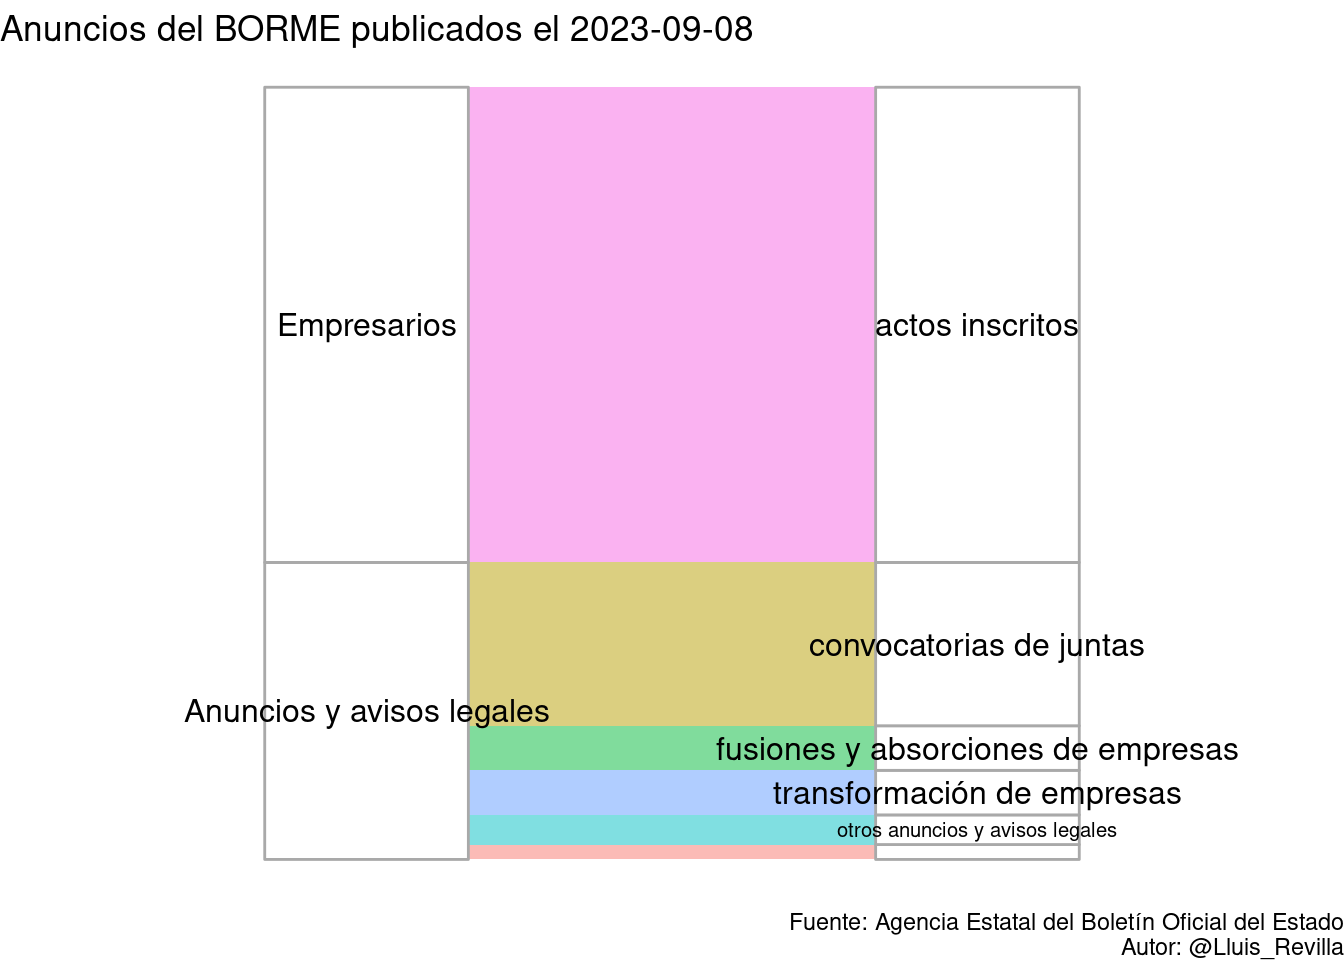 Anuncios del BORME publicados el 2023-09-08
Empresarios
actos inscritos
convocatorias de juntas
Anuncios y avisos legales
fusiones y absorciones de empresas
transformación de empresas
otros anuncios y avisos legales
Fuente: Agencia Estatal del Boletín Oficial del Estado
Autor: @Lluis_Revilla